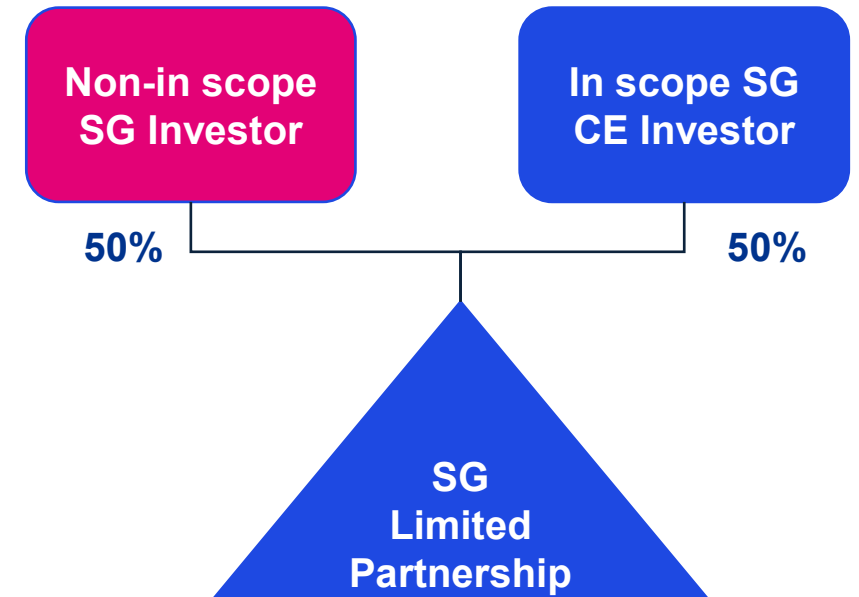 Non-in scope
SG Investor
In scope SG
CE Investor
50%
50%
SG
Limited
Partnership